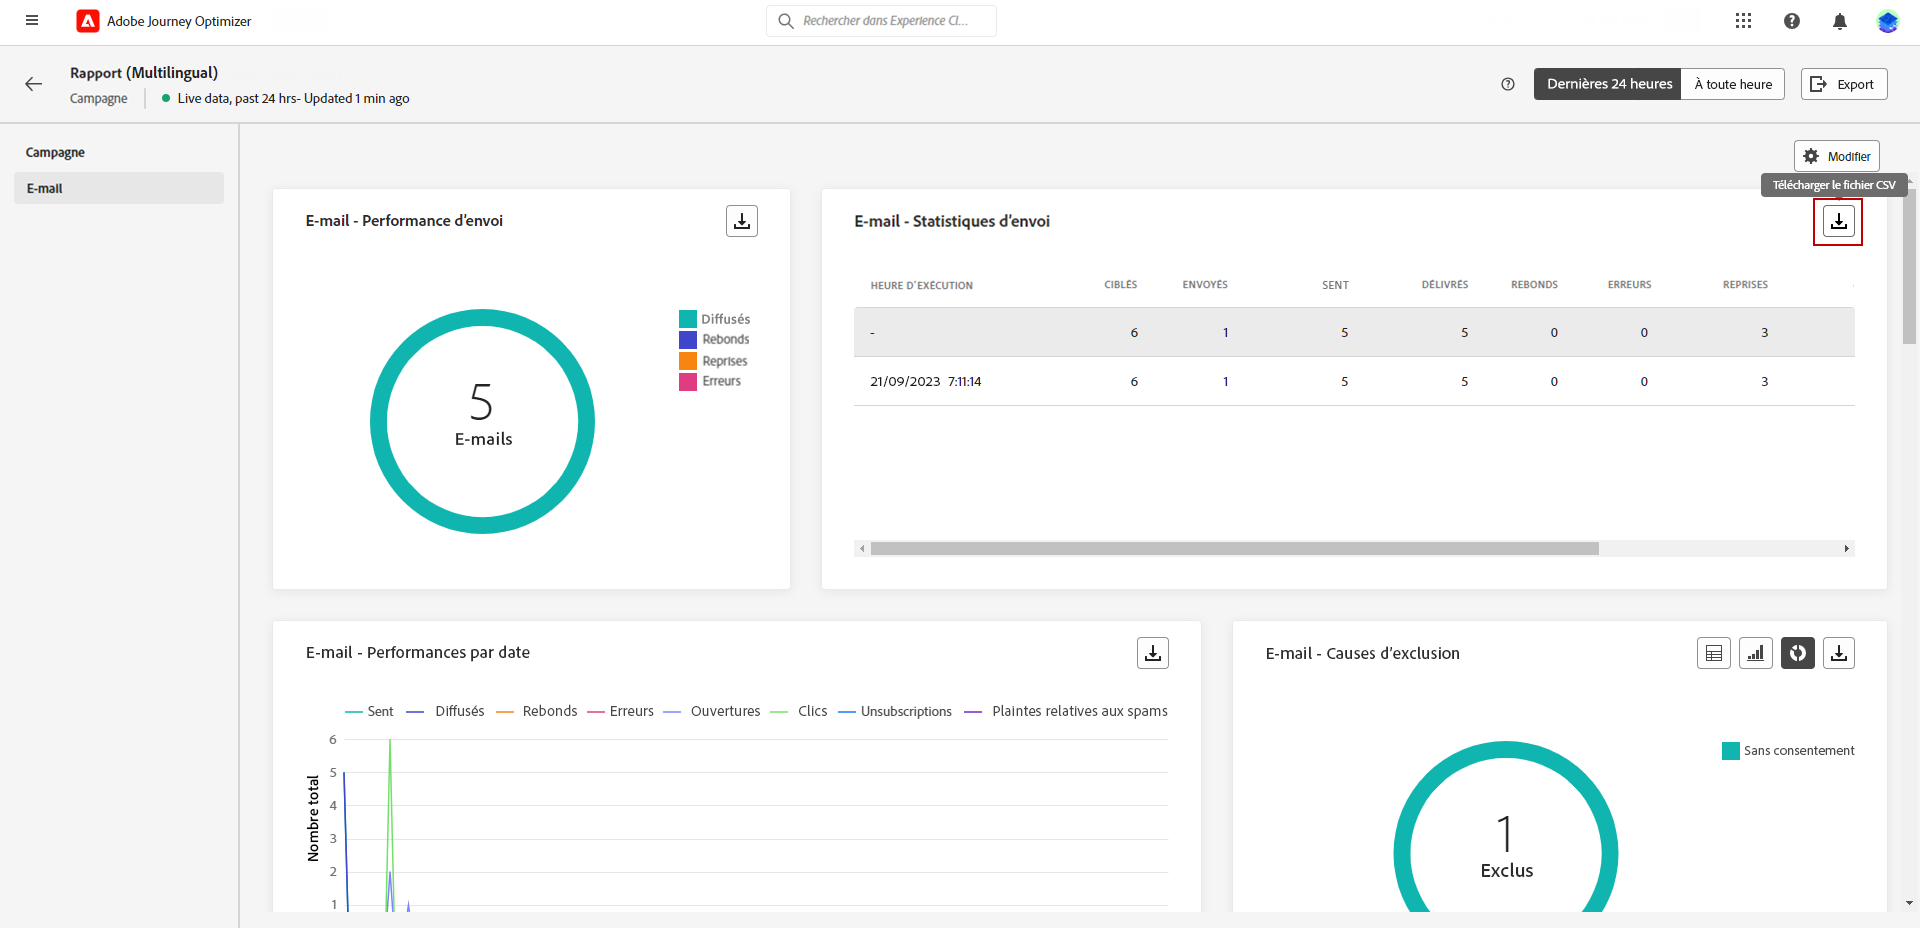 Adobe Journey Optimizer
Rechercher dans Experience Cl...
Rapport (Multilingual)
Campagne
Live data, past 24 hrs- Updated 1 min ago
Dernières 24 heures
À toute heure
Export
Campagne
E-mail
Modifier
Télécharger le fichier CSV
E-mail - Performance d'envoi
Diffusés
Rebonds
Reprises
Erreurs
5
E-mails
E-mail - Statistiques d'envoi
HEURE D'EXÉCUTION CIBLÉS ENVOYÉS SENT DÉLIVRÉS REBONDS ERREURS REPRISES
- 6 1 5 5 0 0 3
21/09/2023 7:11:14 6 1 5 5 0 0 3
E-mail - Performances par date
Sent Diffusés Rebonds Erreurs Ouvertures Clics Unsubscriptions Plaintes relatives aux spams
Nombre total
6
5
4
3
2
1
E-mail - Causes d'exclusion
Sans consentement
1
Exclus